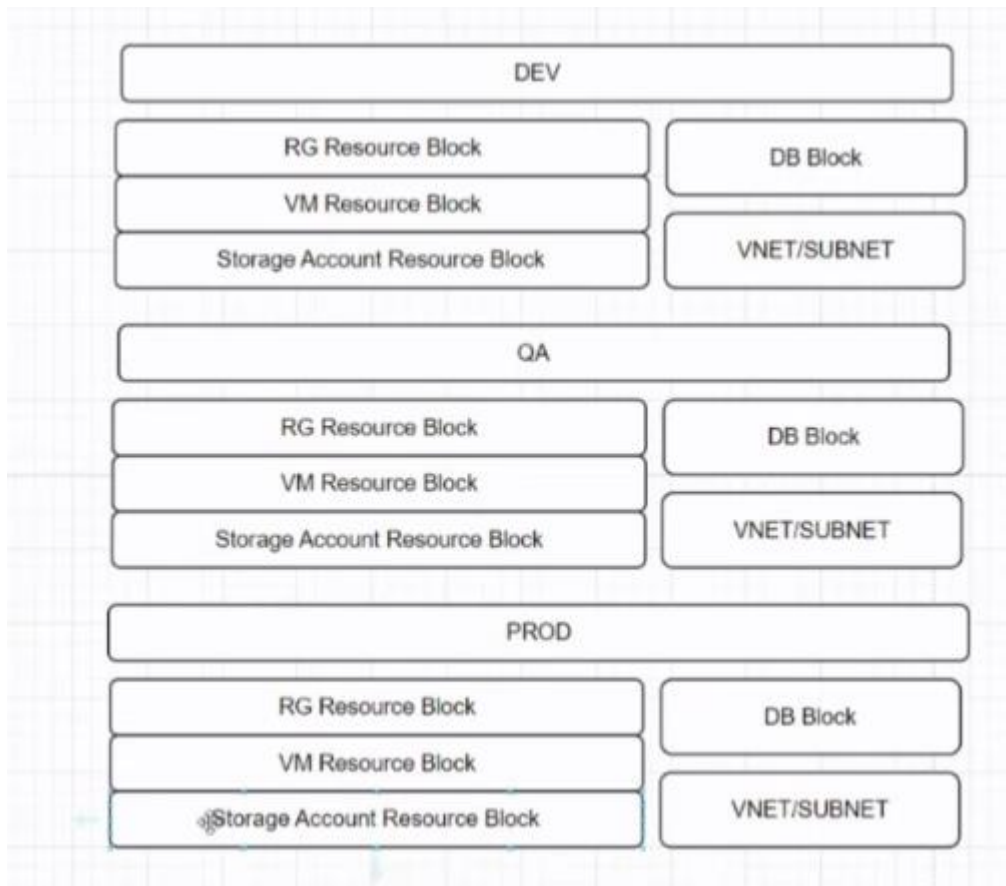 DEV
RG Resource Block
VM Resource Block
Storage Account Resource Block
DB Block
VNET/SUBNET
QA
RG Resource Block
VM Resource Block
Storage Account Resource Block
DB Block
VNET/SUBNET
PROD
RG Resource Block
VM Resource Block
Storage Account Resource Block
DB Block
VNET/SUBNET